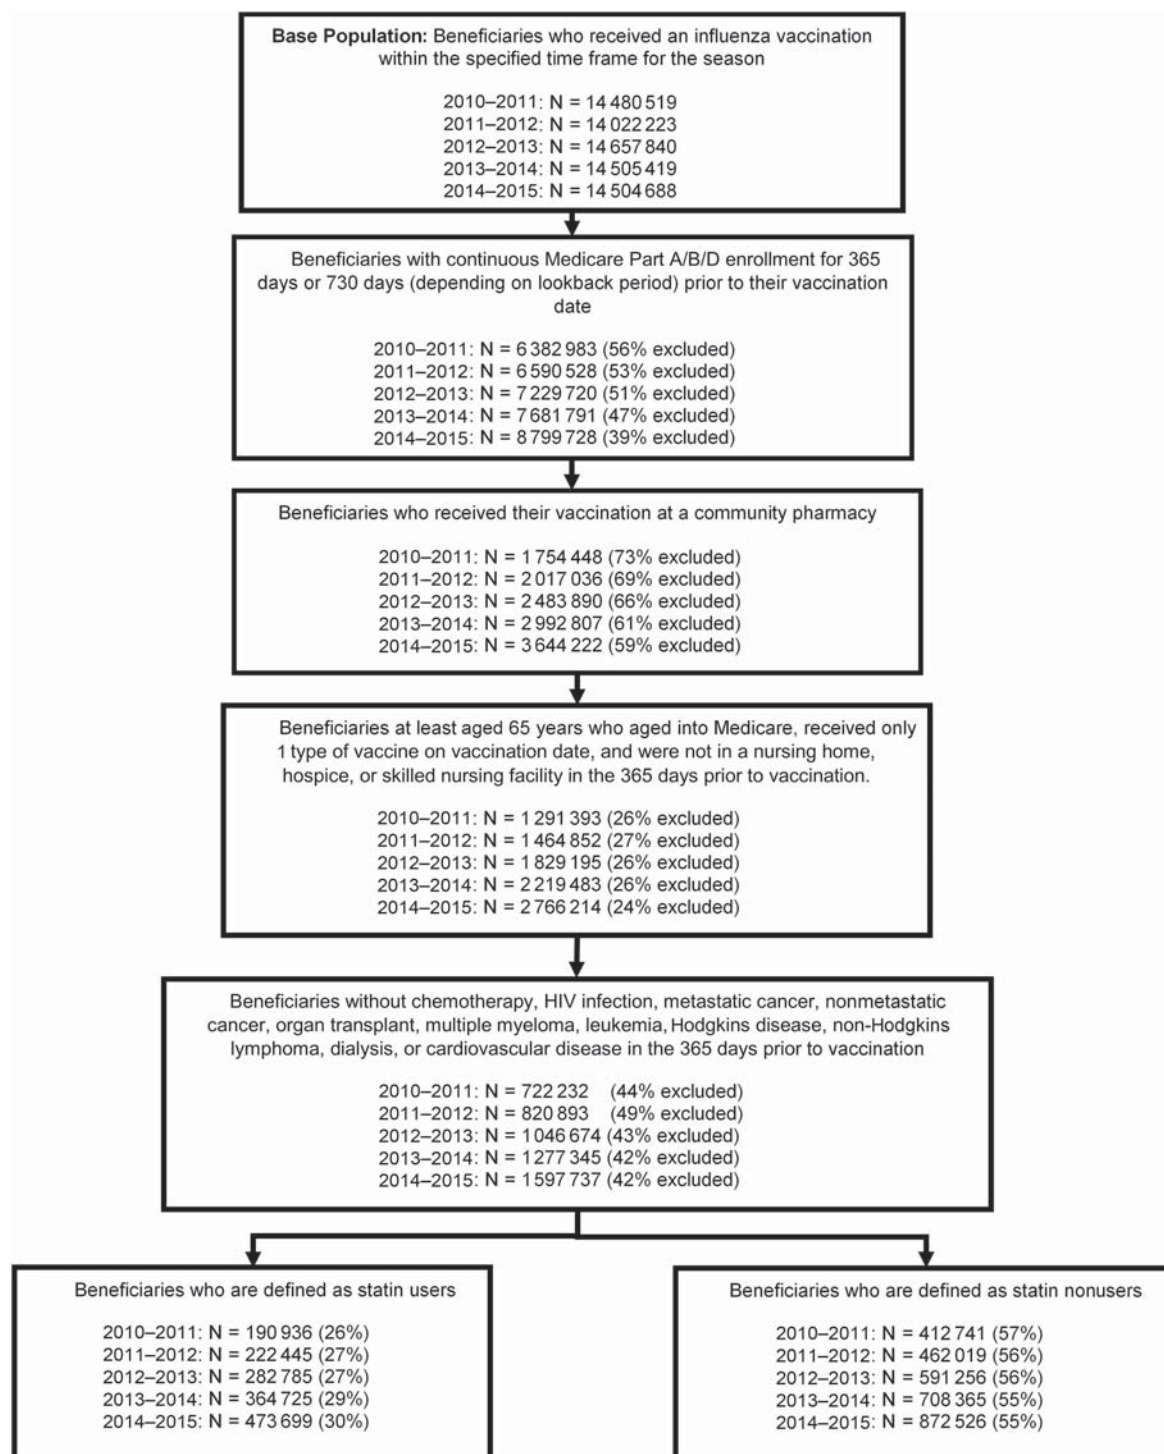 Base Population: Beneficiaries who received an influenza vaccination
within the specified time frame for the season
2010–2011: N = 14 480 519
2011–2012: N = 14 022 223
2012–2013: N = 14 657 840
2013–2014: N = 14 505 419
2014–2015: N = 14 504 688
Beneficiaries with continuous Medicare Part A/B/D enrollment for 365
days or 730 days (depending on lookback period) prior to their vaccination
date
2010–2011: N = 6 382 983 (56% excluded)
2011–2012: N = 6 590 528 (53% excluded)
2012–2013: N = 7 229 720 (51% excluded)
2013–2014: N = 7 681 791 (47% excluded)
2014–2015: N = 8 799 728 (39% excluded)
Beneficiaries who received their vaccination at a community pharmacy
2010–2011: N = 1 754 448 (73% excluded)
2011–2012: N = 2 017 036 (69% excluded)
2012–2013: N = 2 483 890 (66% excluded)
2013–2014: N = 2 992 807 (61% excluded)
2014–2015: N = 3 644 222 (59% excluded)
Beneficiaries at least aged 65 years who aged into Medicare, received only
1 type of vaccine on vaccination date, and were not in a nursing home,
hospice, or skilled nursing facility in the 365 days prior to vaccination.
2010–2011: N = 1 291 393 (26% excluded)
2011–2012: N = 1 464 852 (27% excluded)
2012–2013: N = 1 829 195 (26% excluded)
2013–2014: N = 2 219 483 (26% excluded)
2014–2015: N = 2 766 214 (24% excluded)
Beneficiaries without chemotherapy, HIV infection, metastatic cancer, nonmetastatic
cancer, organ transplant, multiple myeloma, leukemia, Hodgkins disease, non-Hodgkins
lymphoma, dialysis, or cardiovascular disease in the 365 days prior to vaccination
2010–2011: N = 722 232 (44% excluded)
2011–2012: N = 820 893 (49% excluded)
2012–2013: N = 1 046 674 (43% excluded)
2013–2014: N = 1 277 345 (42% excluded)
2014–2015: N = 1 597 737 (42% excluded)
Beneficiaries who are defined as statin users
2010–2011: N = 190 936 (26%)
2011–2012: N = 222 445 (27%)
2012–2013: N = 282 785 (27%)
2013–2014: N = 364 725 (29%)
2014–2015: N = 473 699 (30%)
Beneficiaries who are defined as statin nonusers
2010–2011: N = 412 741 (57%)
2011–2012: N = 462 019 (56%)
2012–2013: N = 591 256 (56%)
2013–2014: N = 708 365 (55%)
2014–2015: N = 872 526 (55%)